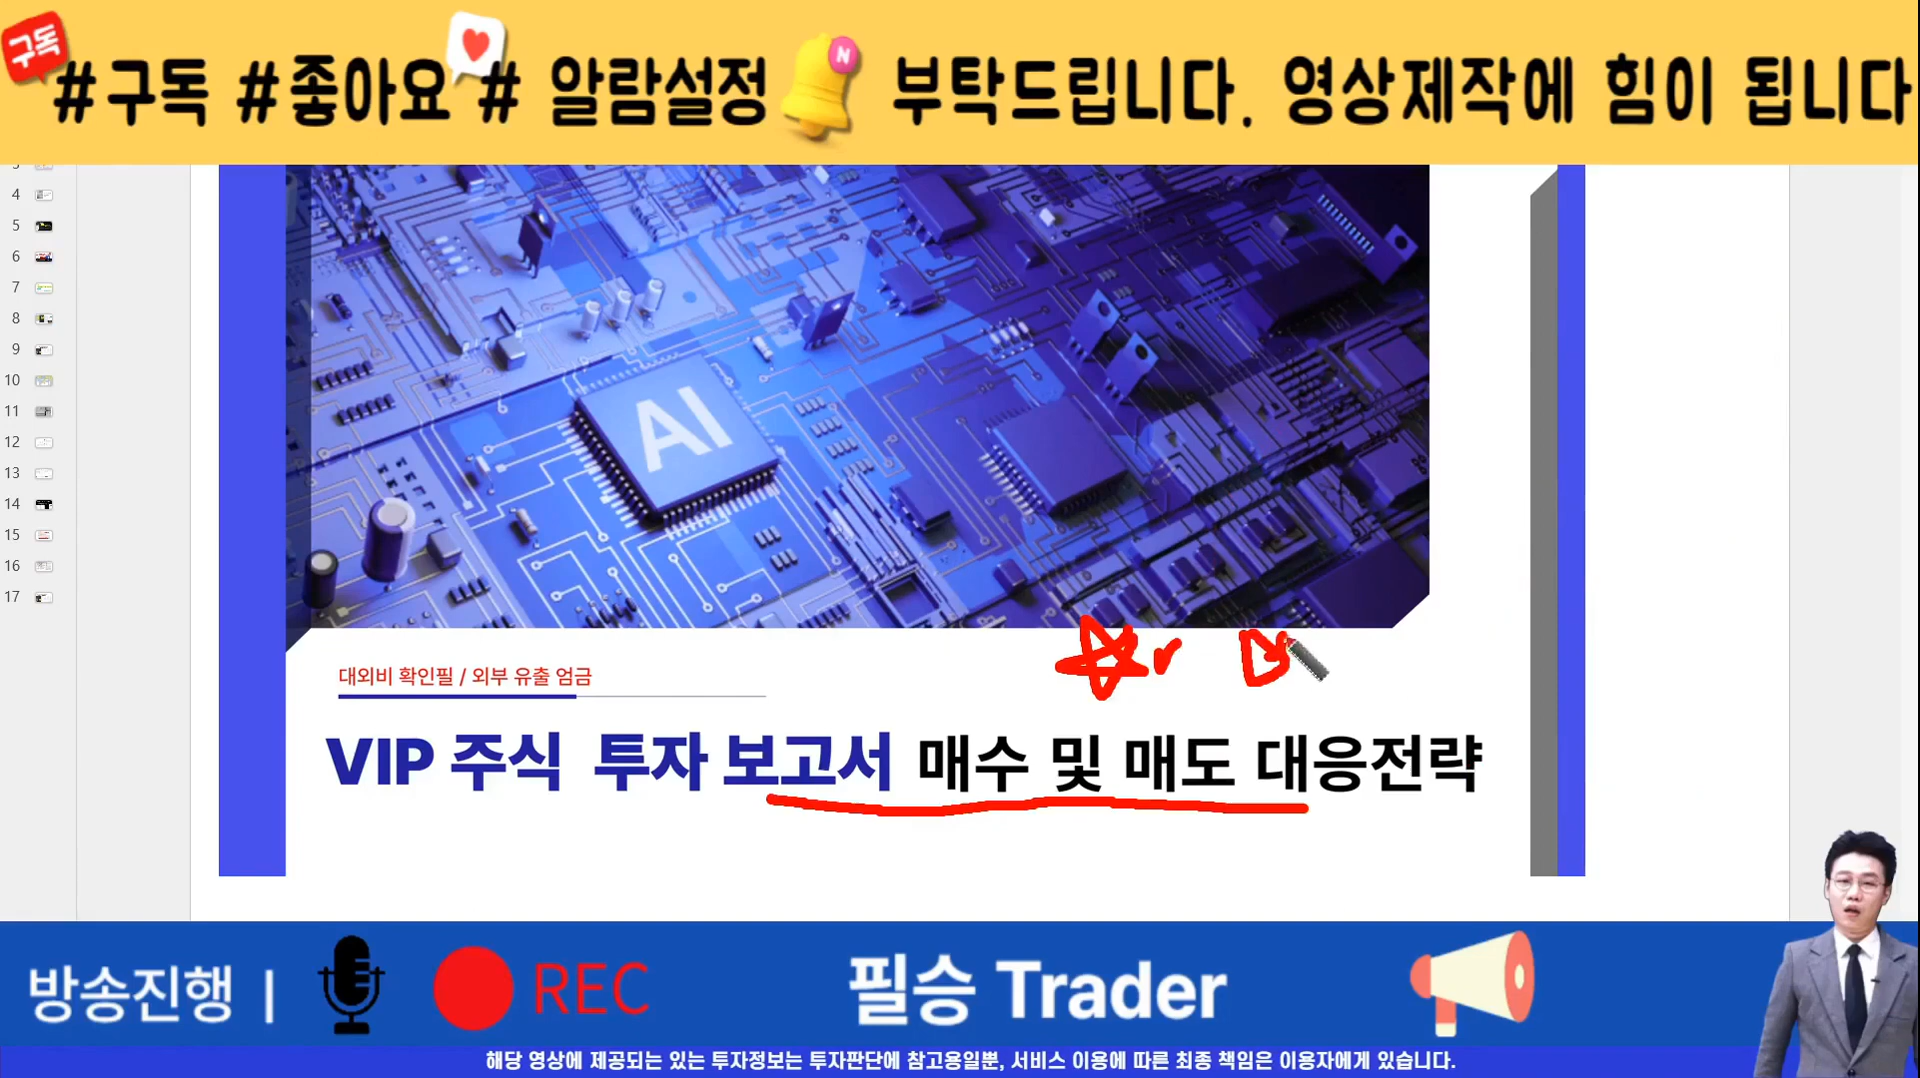 구독
#구독 #좋아요 # 알람설정 N 부탁드립니다. 영상제작에 힘이 됩니다
4
5
6
7
8
9
10
11
12
13
14
15
16
17
AI
대외비 확인필 / 외부 유출 엄금
VIP 주식 투자 보고서 매수 및 매도 대응전략
방송진행 | REC 필승 Trader
해당 영상에 제공되는 있는 투자정보는 투자판단에 참고용일뿐, 서비스 이용에 따른 최종 책임은 이용자에게 있습니다.